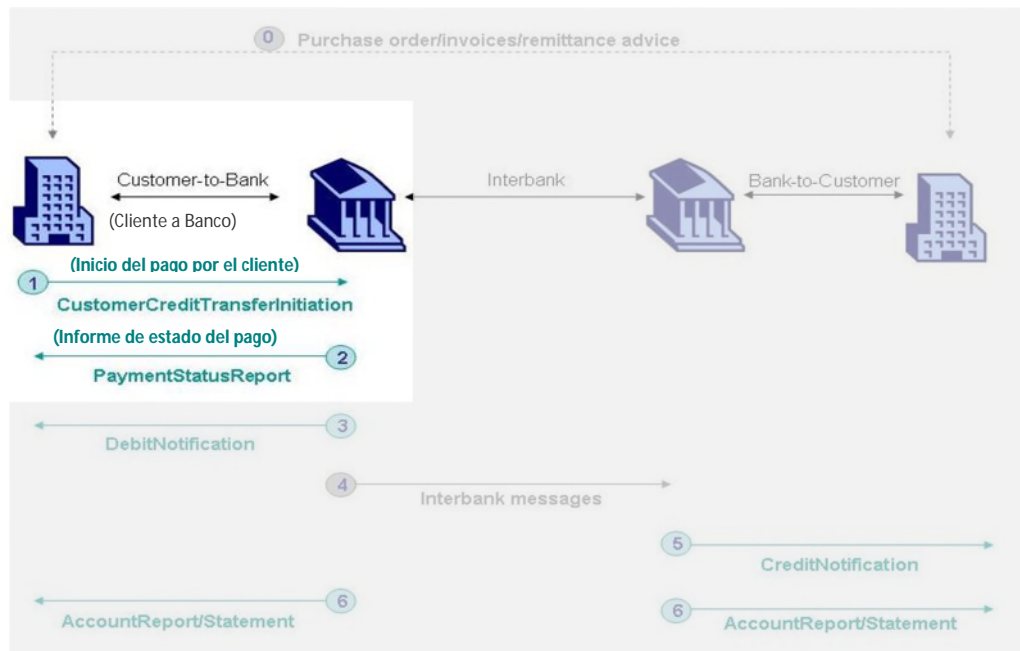 0 Purchase order/invoices/remittance advice
Customer-to-Bank
(Cliente a Banco)
Interbank
Bank-to-Customer
(Inicio del pago por el cliente)
1
CustomerCreditTransferInitiation
(Informe de estado del pago)
2
PaymentStatusReport
3
DebitNotification
4
Interbank messages
5
CreditNotification
6
AccountReport/Statement
6
AccountReport/Statement